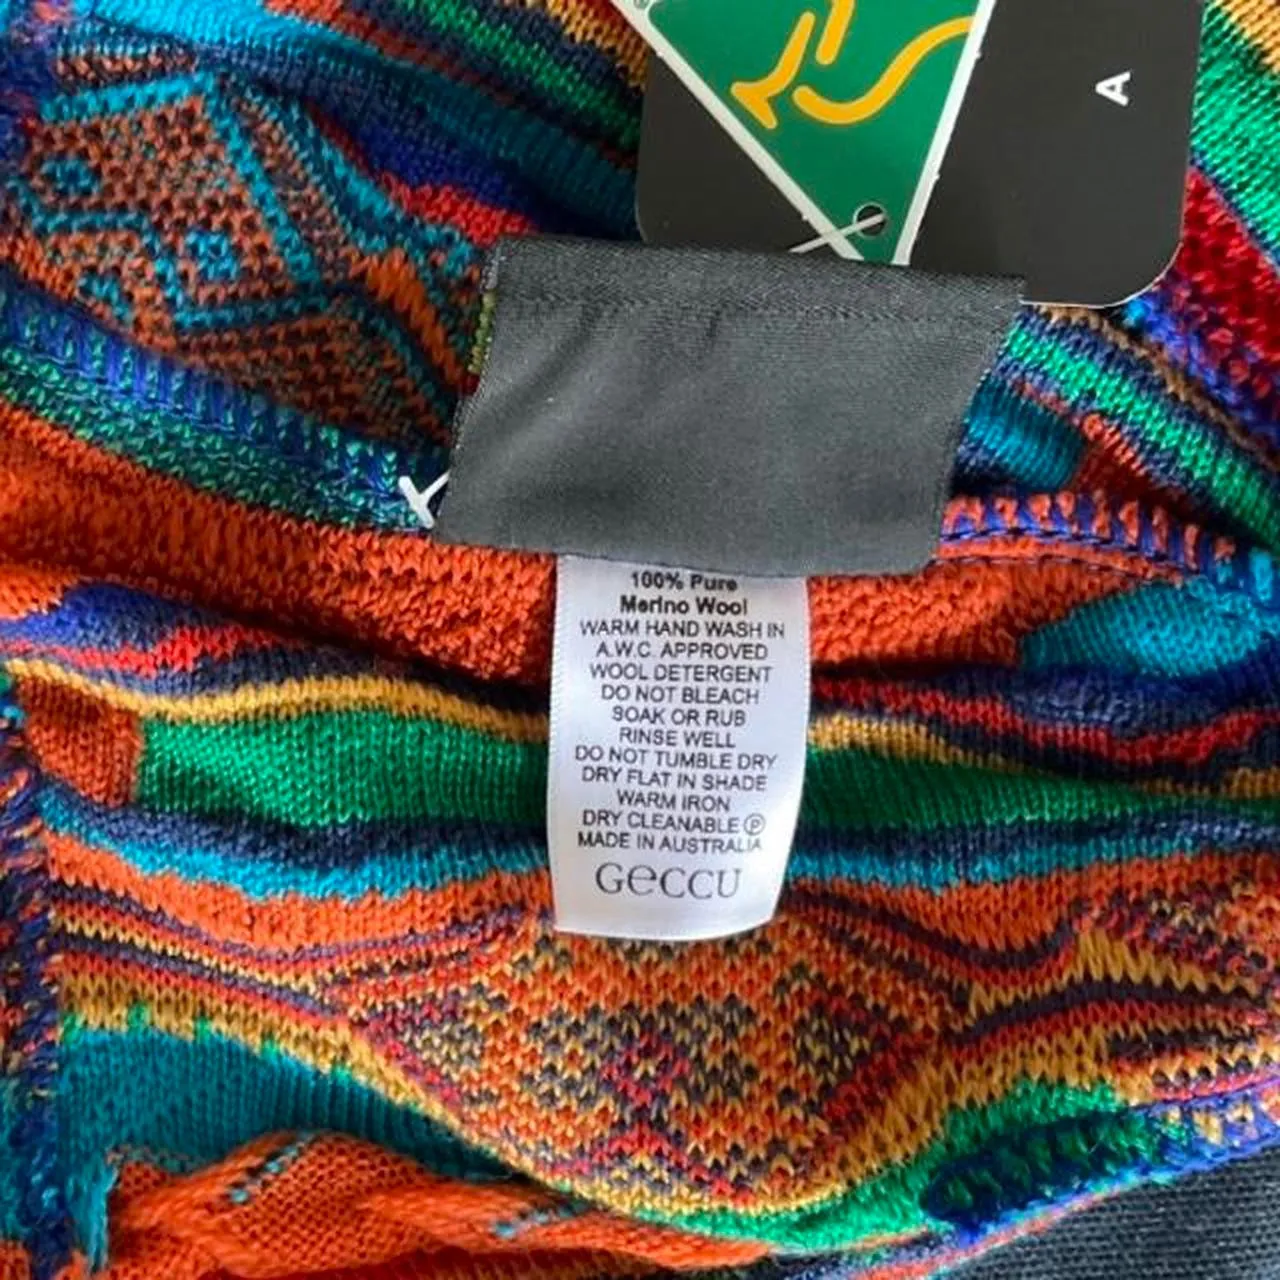 A
100% Pure
Merino Wool
WARM HAND WASH IN
A.W.C. APPROVED
WOOL DETERGENT
DO NOT BLEACH
SOAK OR RUB
RINSE WELL
DO NOT TUMBLE DRY
DRY FLAT IN SHADE
WARM IRON
DRY CLEANABLE Ⓟ
MADE IN AUSTRALIA
GeCCU